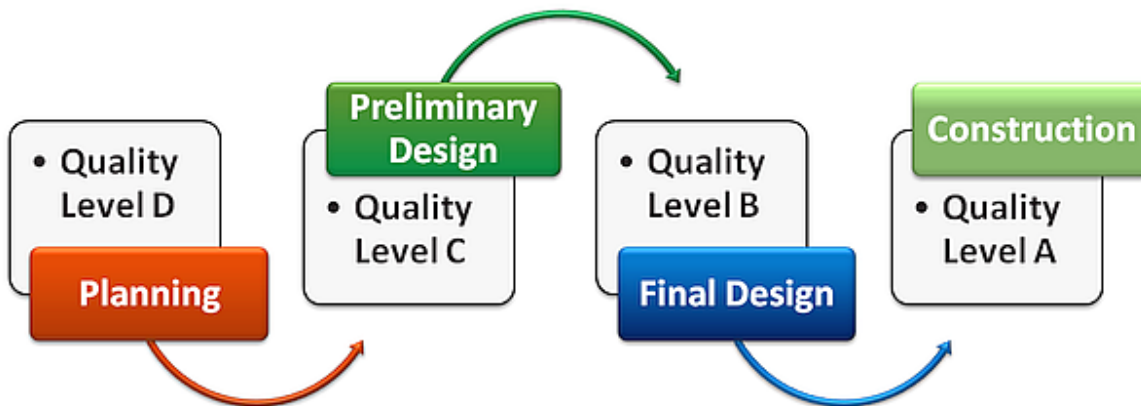 • Quality
Level D
Planning
Preliminary
Design
• Quality
Level C
• Quality
Level B
Final Design
Construction
• Quality
Level A